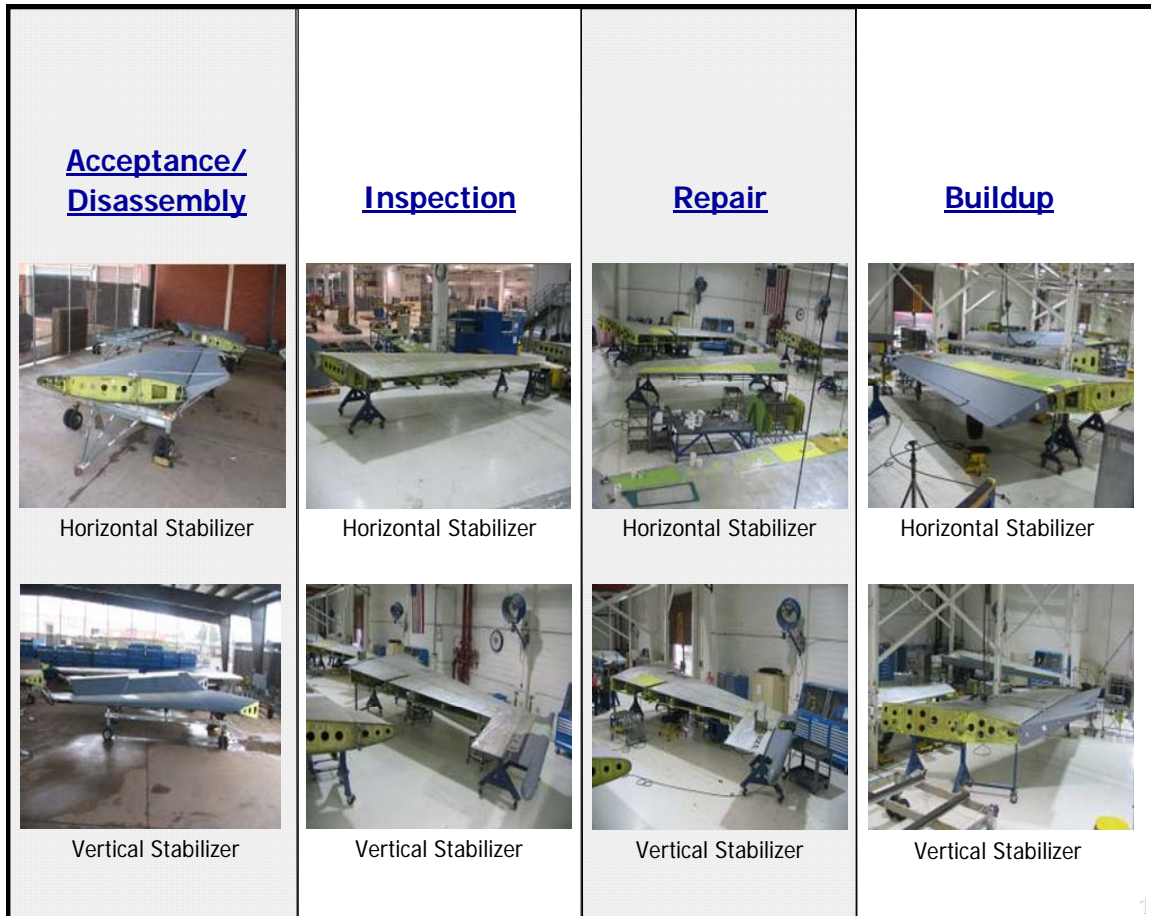 Acceptance/
Disassembly
Inspection
Repair
Buildup
Horizontal Stabilizer
Horizontal Stabilizer
Horizontal Stabilizer
Horizontal Stabilizer
Vertical Stabilizer
Vertical Stabilizer
Vertical Stabilizer
Vertical Stabilizer
1